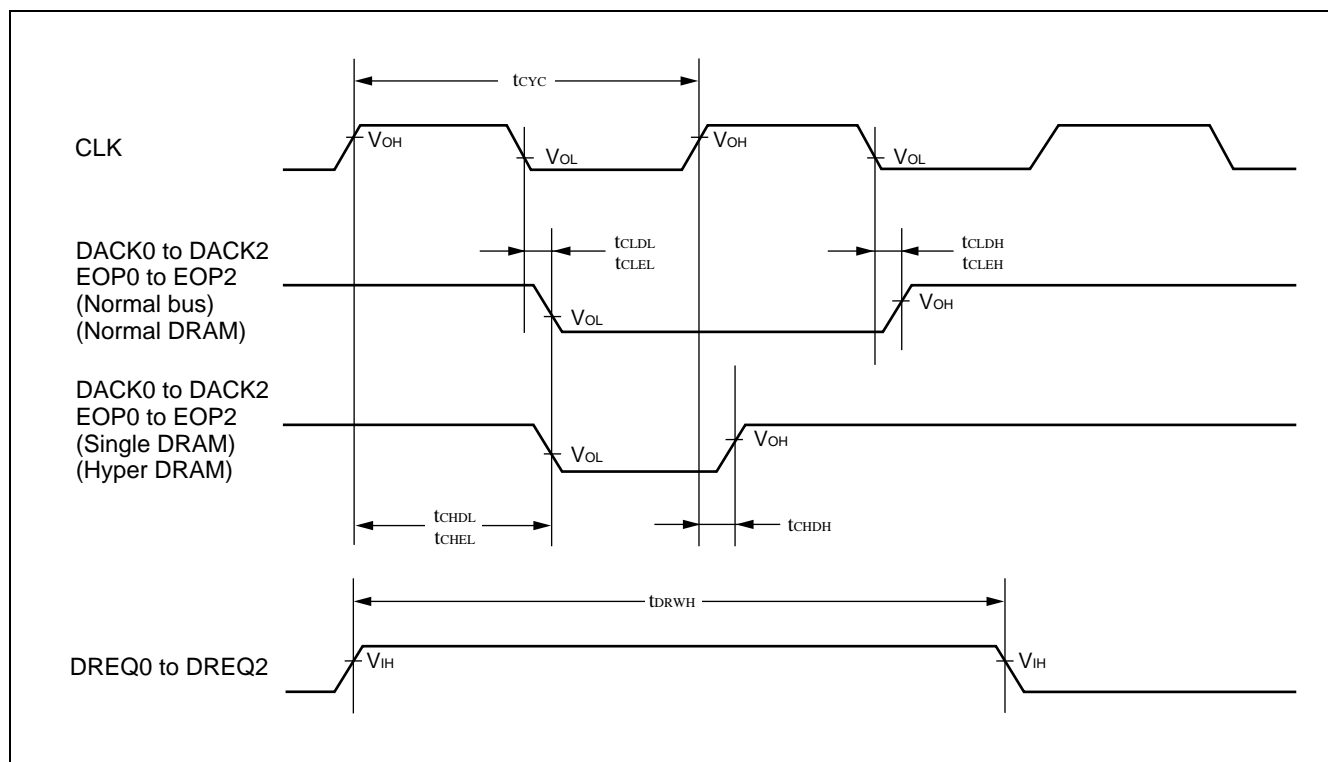 tCYC
CLK
VOH
VOL
VOH
VOL
DACK0 to DACK2
EOP0 to EOP2
(Normal bus)
(Normal DRAM)
tCLDL
tCLEL
tCLDH
tCLEH
VOL
VOH
DACK0 to DACK2
EOP0 to EOP2
(Single DRAM)
(Hyper DRAM)
VOL
VOH
tCHDL
tCHEL
tCHDH
tDRWH
DREQ0 to DREQ2
VIH
VIH